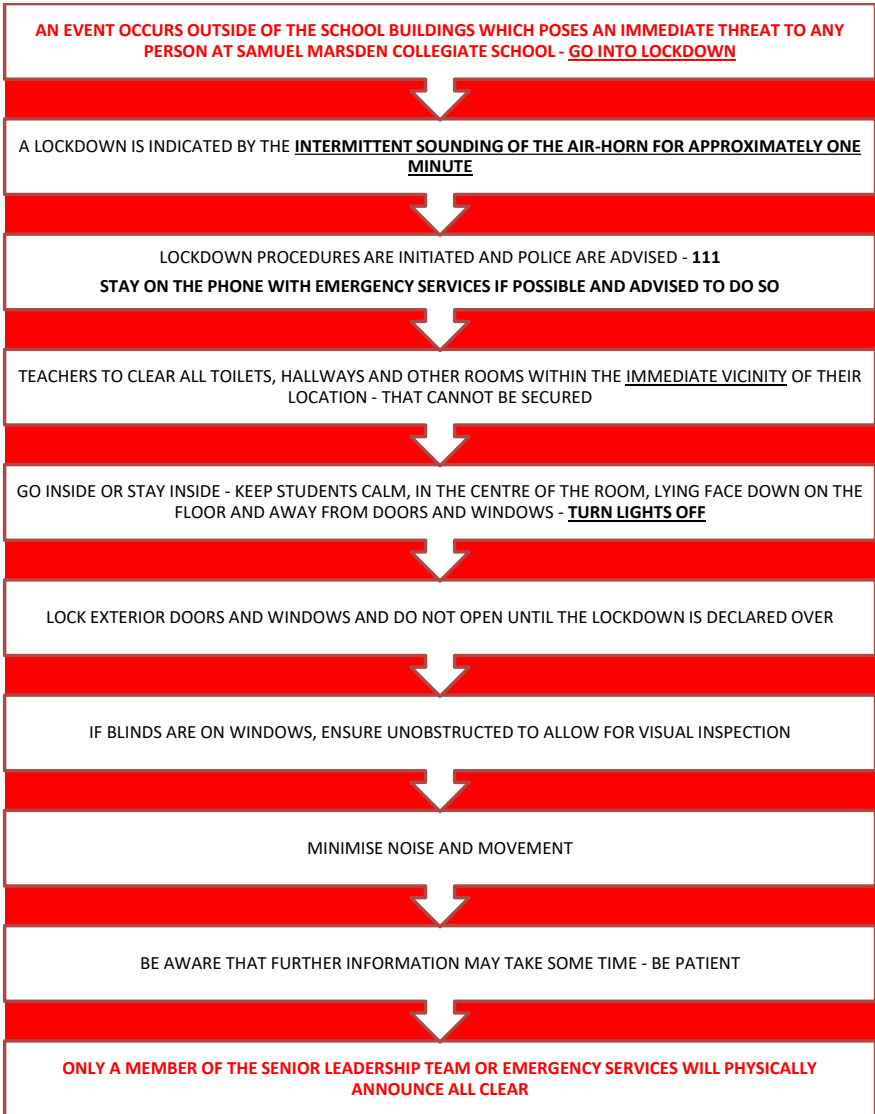 AN EVENT OCCURS OUTSIDE OF THE SCHOOL BUILDINGS WHICH POSES AN IMMEDIATE THREAT TO ANY
PERSON AT SAMUEL MARSDEN COLLEGIATE SCHOOL - GO INTO LOCKDOWN
A LOCKDOWN IS INDICATED BY THE INTERMITTENT SOUNDING OF THE AIR-HORN FOR APPROXIMATELY ONE
MINUTE
LOCKDOWN PROCEDURES ARE INITIATED AND POLICE ARE ADVISED - 111
STAY ON THE PHONE WITH EMERGENCY SERVICES IF POSSIBLE AND ADVISED TO DO SO
TEACHERS TO CLEAR ALL TOILETS, HALLWAYS AND OTHER ROOMS WITHIN THE IMMEDIATE VICINITY OF THEIR
LOCATION - THAT CANNOT BE SECURED
GO INSIDE OR STAY INSIDE - KEEP STUDENTS CALM, IN THE CENTRE OF THE ROOM, LYING FACE DOWN ON THE
FLOOR AND AWAY FROM DOORS AND WINDOWS - TURN LIGHTS OFF
LOCK EXTERIOR DOORS AND WINDOWS AND DO NOT OPEN UNTIL THE LOCKDOWN IS DECLARED OVER
IF BLINDS ARE ON WINDOWS, ENSURE UNOBSTRUCTED TO ALLOW FOR VISUAL INSPECTION
MINIMISE NOISE AND MOVEMENT
BE AWARE THAT FURTHER INFORMATION MAY TAKE SOME TIME - BE PATIENT
ONLY A MEMBER OF THE SENIOR LEADERSHIP TEAM OR EMERGENCY SERVICES WILL PHYSICALLY
ANNOUNCE ALL CLEAR